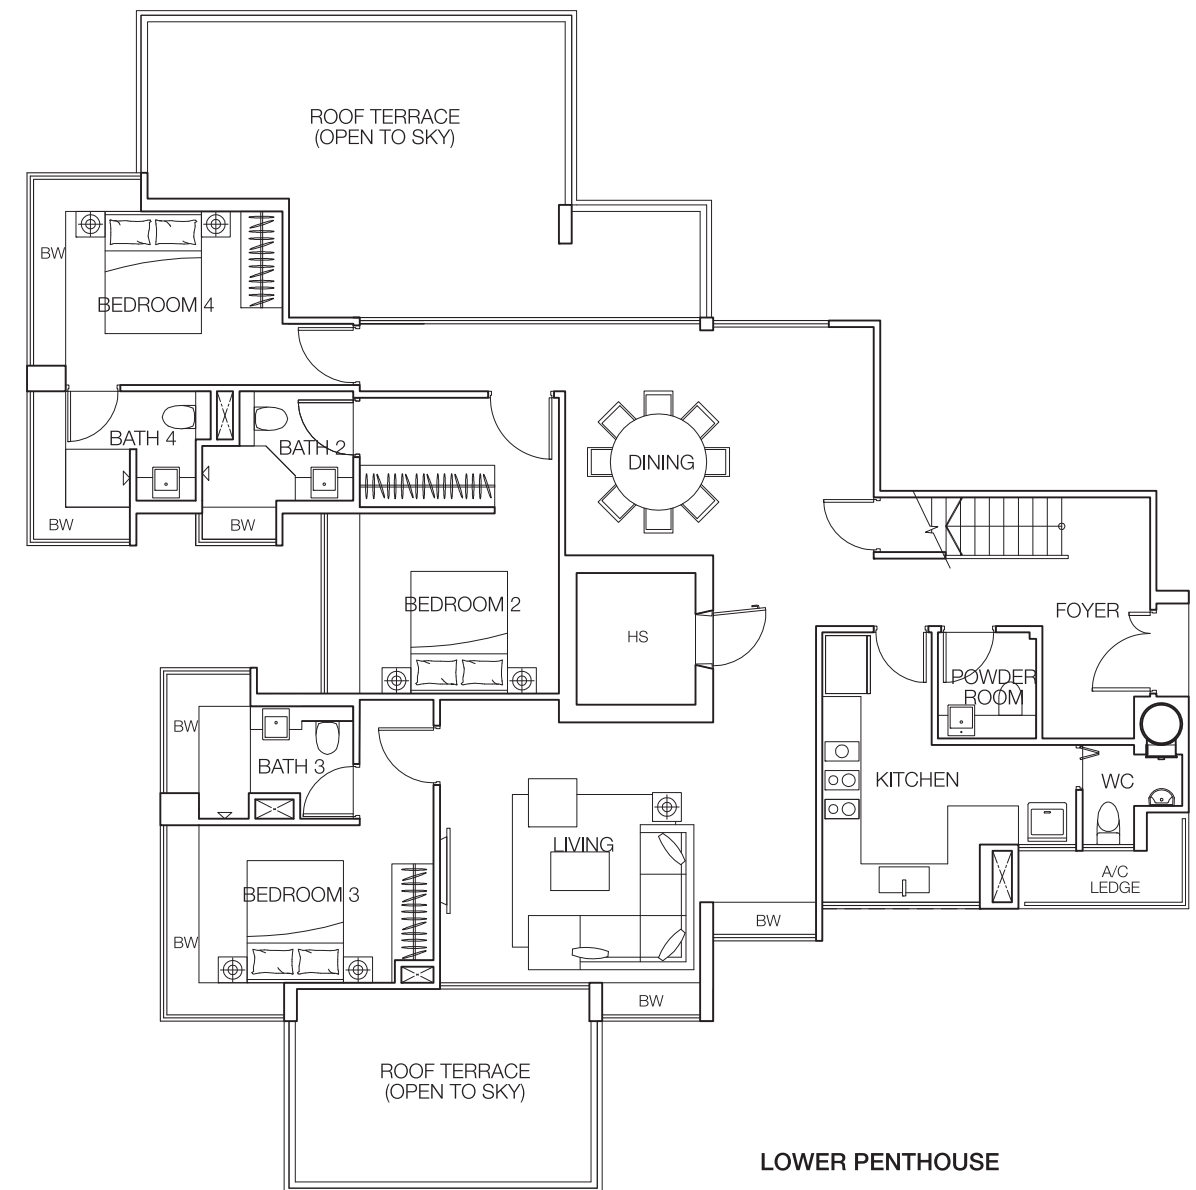 ROOF TERRACE
(OPEN TO SKY)
BW
BEDROOM 4
BATH 4
BATH 2
DINING
BW
BW
BEDROOM 2
HS
FOYER
POWDER
ROOM
BW
BATH 3
KITCHEN
WC
LIVING
A/C
LEDGE
BEDROOM 3
BW
BW
BW
ROOF TERRACE
(OPEN TO SKY)
LOWER PENTHOUSE